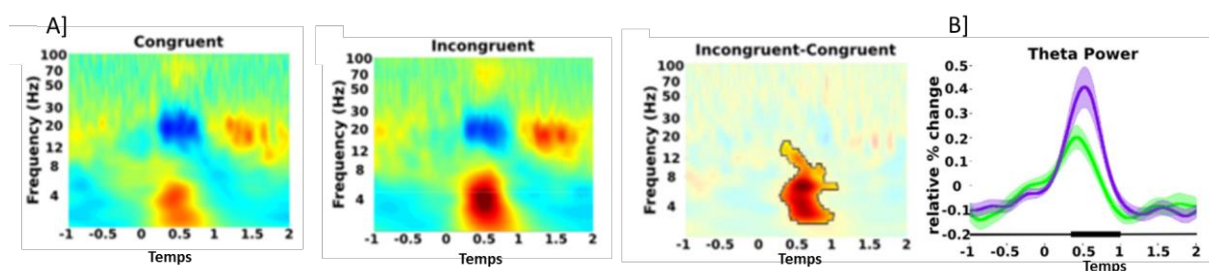 A]
Congruent
Frequency (Hz)
100
70
50
30
20
12
8
4
-1 -0.5 0 0.5 1 1.5 2
Temps
Incongruent
Frequency (Hz)
100
70
50
30
20
12
8
4
-1 -0.5 0 0.5 1 1.5 2
Temps
Incongruent-Congruent
Frequency (Hz)
100
70
50
30
20
12
8
4
-1 -0.5 0 0.5 1 1.5 2
Temps
B]
Theta Power
relative % change
0.5
0.4
0.3
0.2
0.1
0
-0.1
-0.2
-1 -0.5 0 0.5 1 1.5 2
Temps